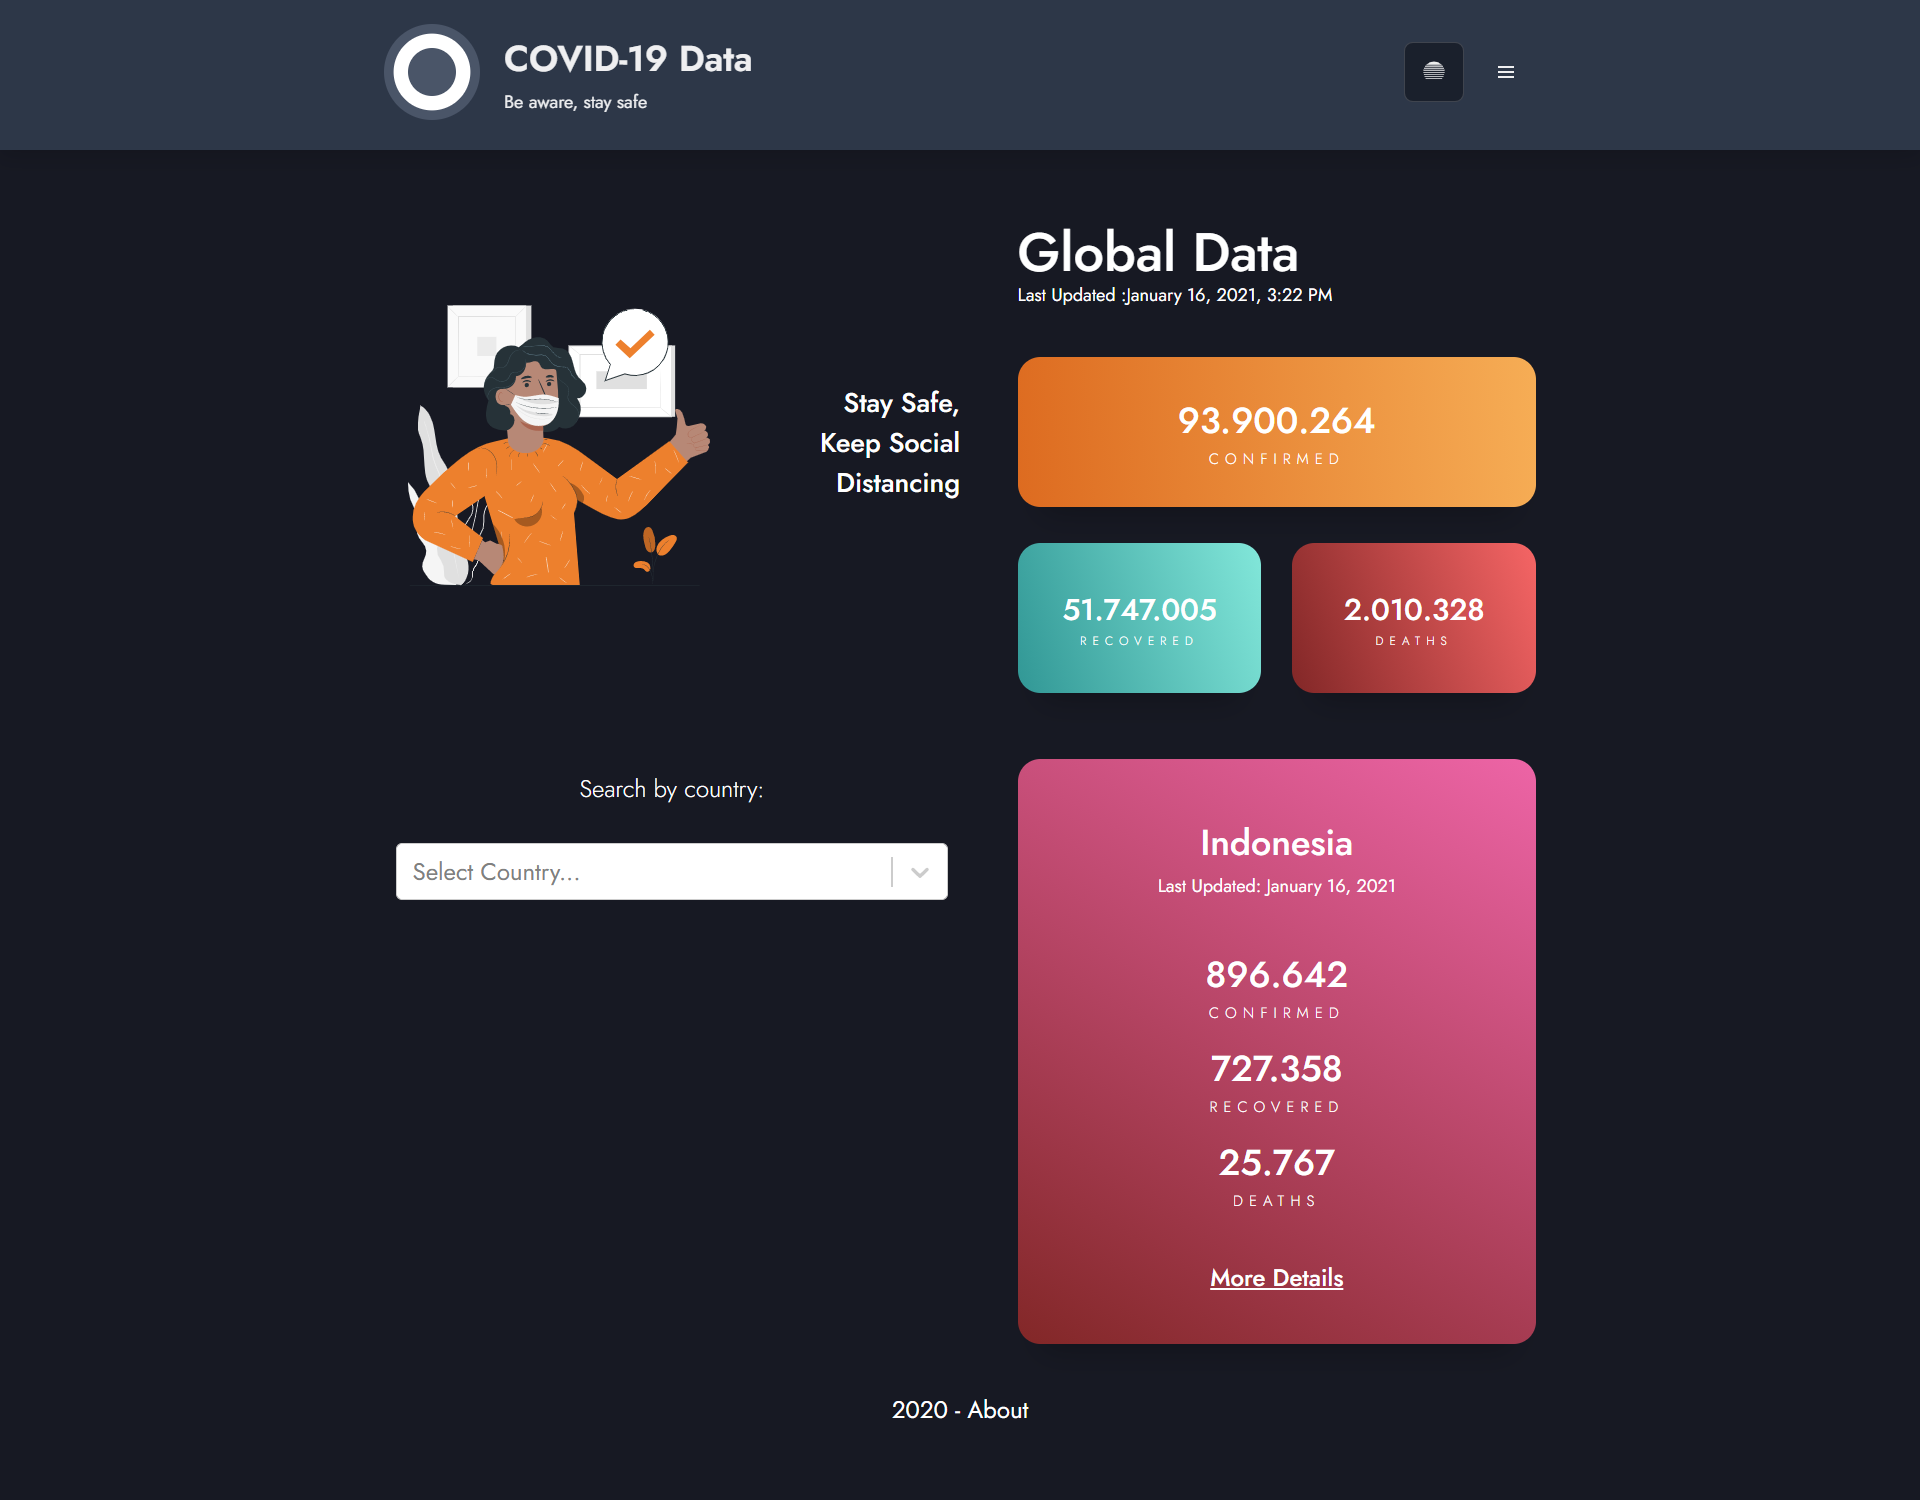 COVID-19 Data
Be aware, stay safe
Stay Safe,
Keep Social
Distancing
Global Data
Last Updated :January 16, 2021, 3:22 PM
93.900.264
CONFIRMED
51.747.005
RECOVERED
2.010.328
DEATHS
Search by country:
Select Country...
Indonesia
Last Updated: January 16, 2021
896.642
CONFIRMED
727.358
RECOVERED
25.767
DEATHS
More Details
2020 - About